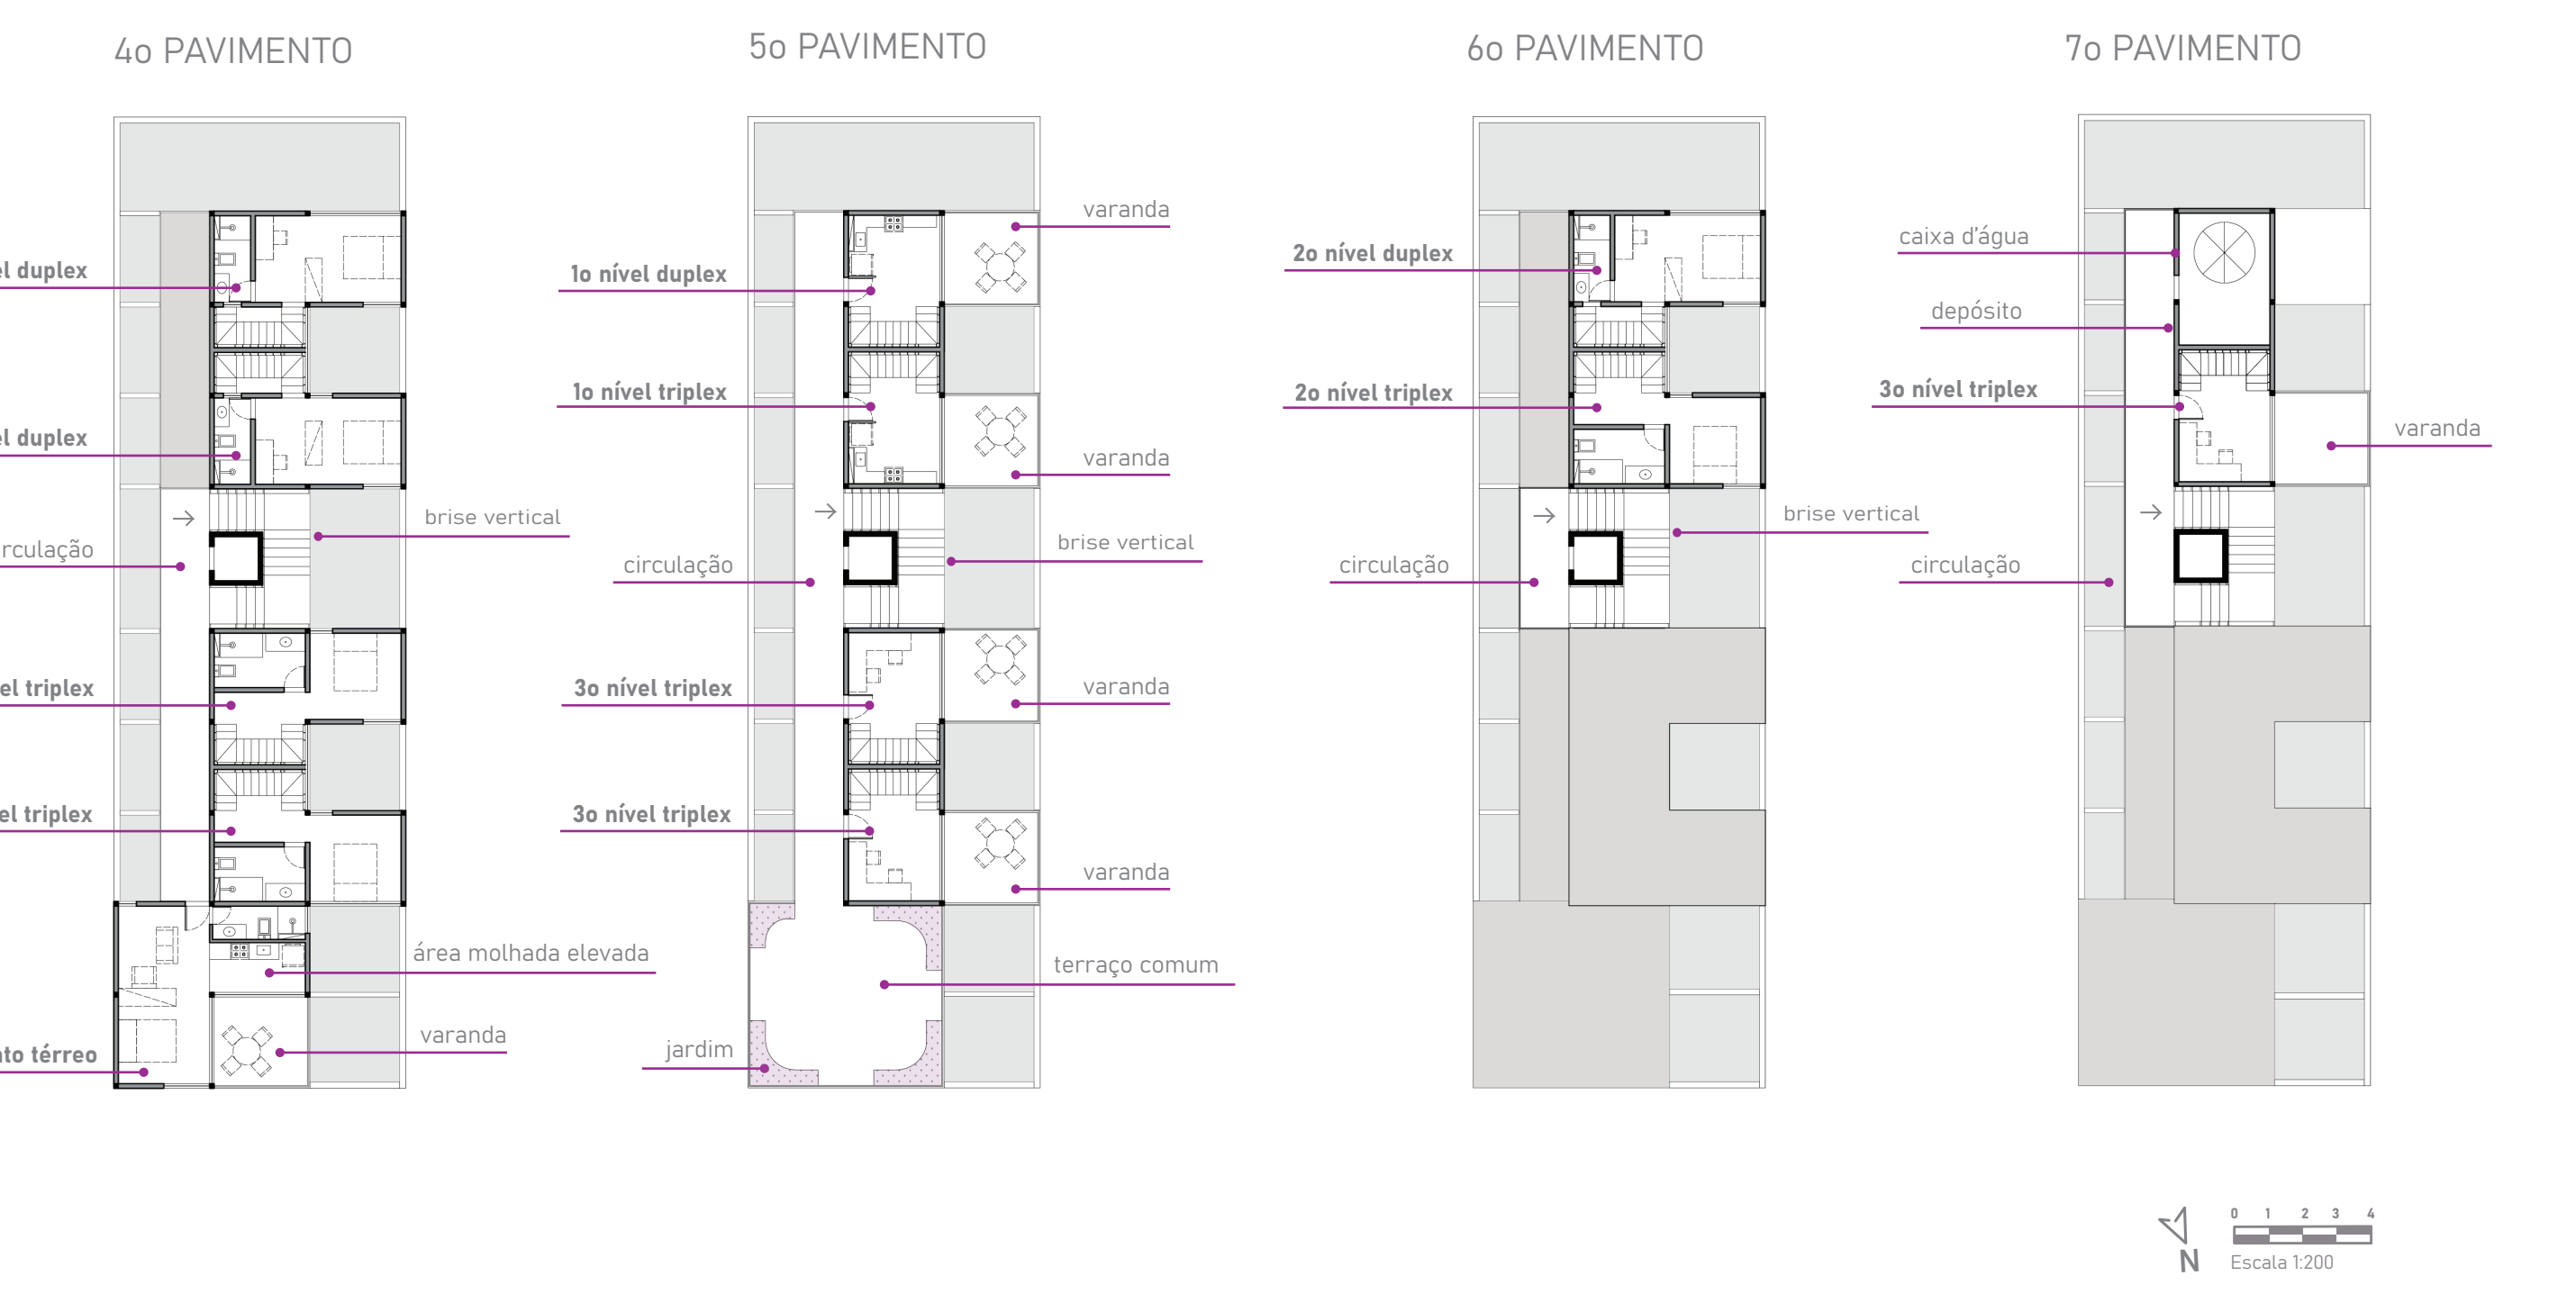 4o PAVIMENTO
el duplex
el duplex
rculação
brise vertical
el triplex
el triplex
área molhada elevada
varanda
to térreo
5o PAVIMENTO
varanda
1o nível duplex
1o nível triplex
varanda
brise vertical
circulação
3o nível triplex
varanda
3o nível triplex
varanda
terraço comum
jardim
6o PAVIMENTO
2o nível duplex
2o nível triplex
brise vertical
circulação
7o PAVIMENTO
caixa d'água
depósito
3o nível triplex
varanda
circulação
N
0 1 2 3 4
Escala 1:200